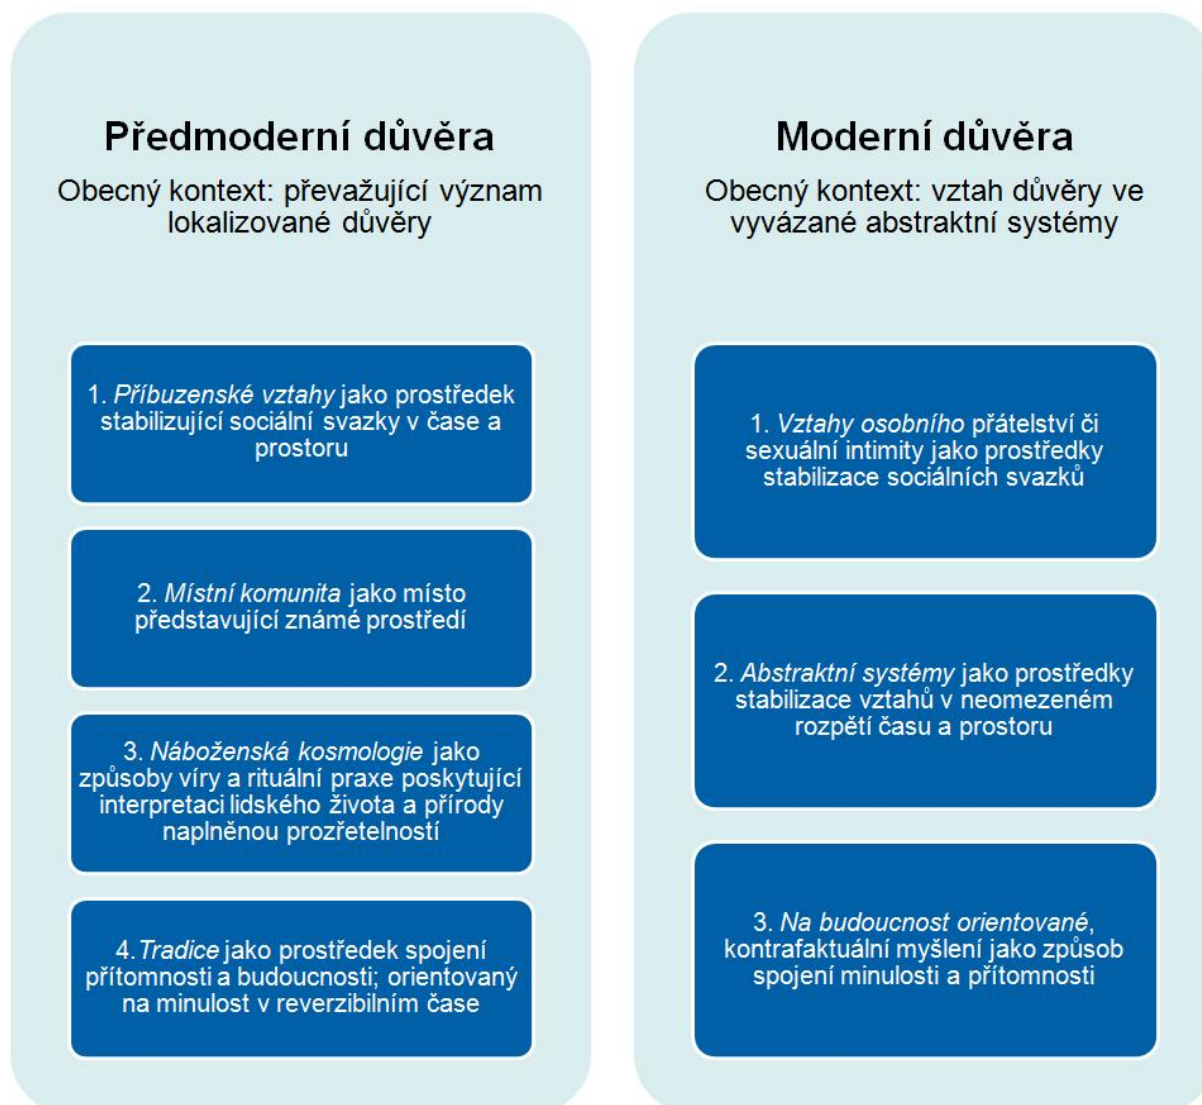 Předmoderní důvěra
Obecný kontext: převažující význam
lokalizované důvěry
1. Příbuzenské vztahy jako prostředek
stabilizující sociální svazky v čase a
prostoru
2. Místní komunita jako místo
představující známé prostředí
3. Náboženská kosmologie jako
způsoby víry a rituální praxe poskytující
interpretaci lidského života a přírody
naplněnou prozřetelností
4. Tradice jako prostředek spojení
přítomnosti a budoucnosti; orientovaný
na minulost v reverzibilním čase
Moderní důvěra
Obecný kontext: vztah důvěry ve
vyvázané abstraktní systémy
1. Vztahy osobního přátelství či
sexuální intimity jako prostředky
stabilizace sociálních svazků
2. Abstraktní systémy jako prostředky
stabilizace vztahů v neomezeném
rozpětí času a prostoru
3. Na budoucnost orientované,
kontrafaktuální myšlení jako způsob
spojení minulosti a přítomnosti